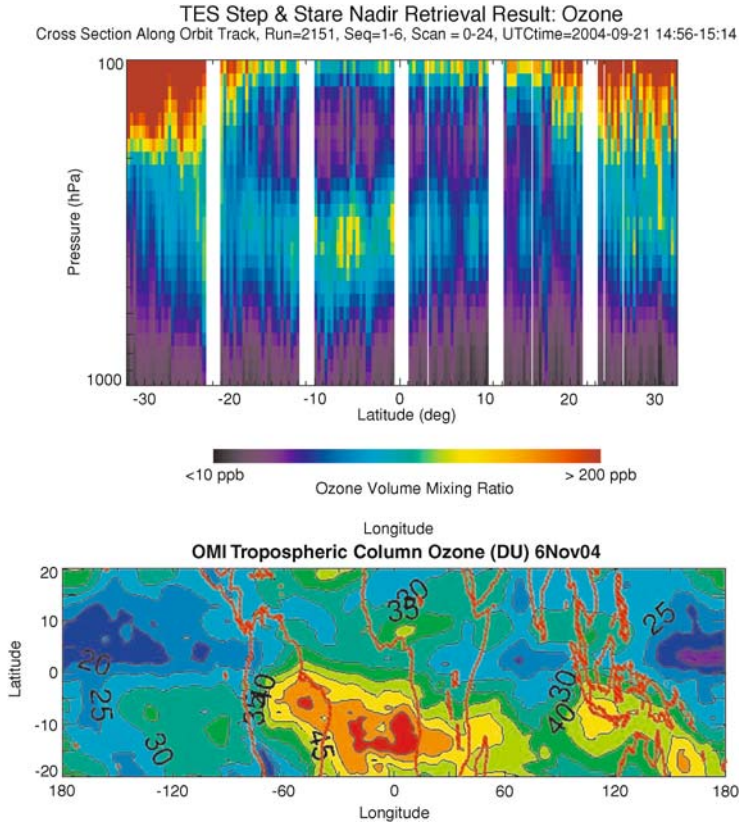 TES Step & Stare Nadir Retrieval Result: Ozone
Cross Section Along Orbit Track, Run=2151, Seq=1-6, Scan = 0-24, UTCtime=2004-09-21 14:56-15:14
100
Pressure (hPa)
1000
-30 -20 -10 0 10 20 30
Latitude (deg)
<10 ppb > 200 ppb
Ozone Volume Mixing Ratio
Longitude
OMI Tropospheric Column Ozone (DU) 6Nov04
20
10
0
-10
-20
Latitude
20
25
30
35
40
45
35
30
40
30
25
180 -120 -60 0 60 120 180
Longitude